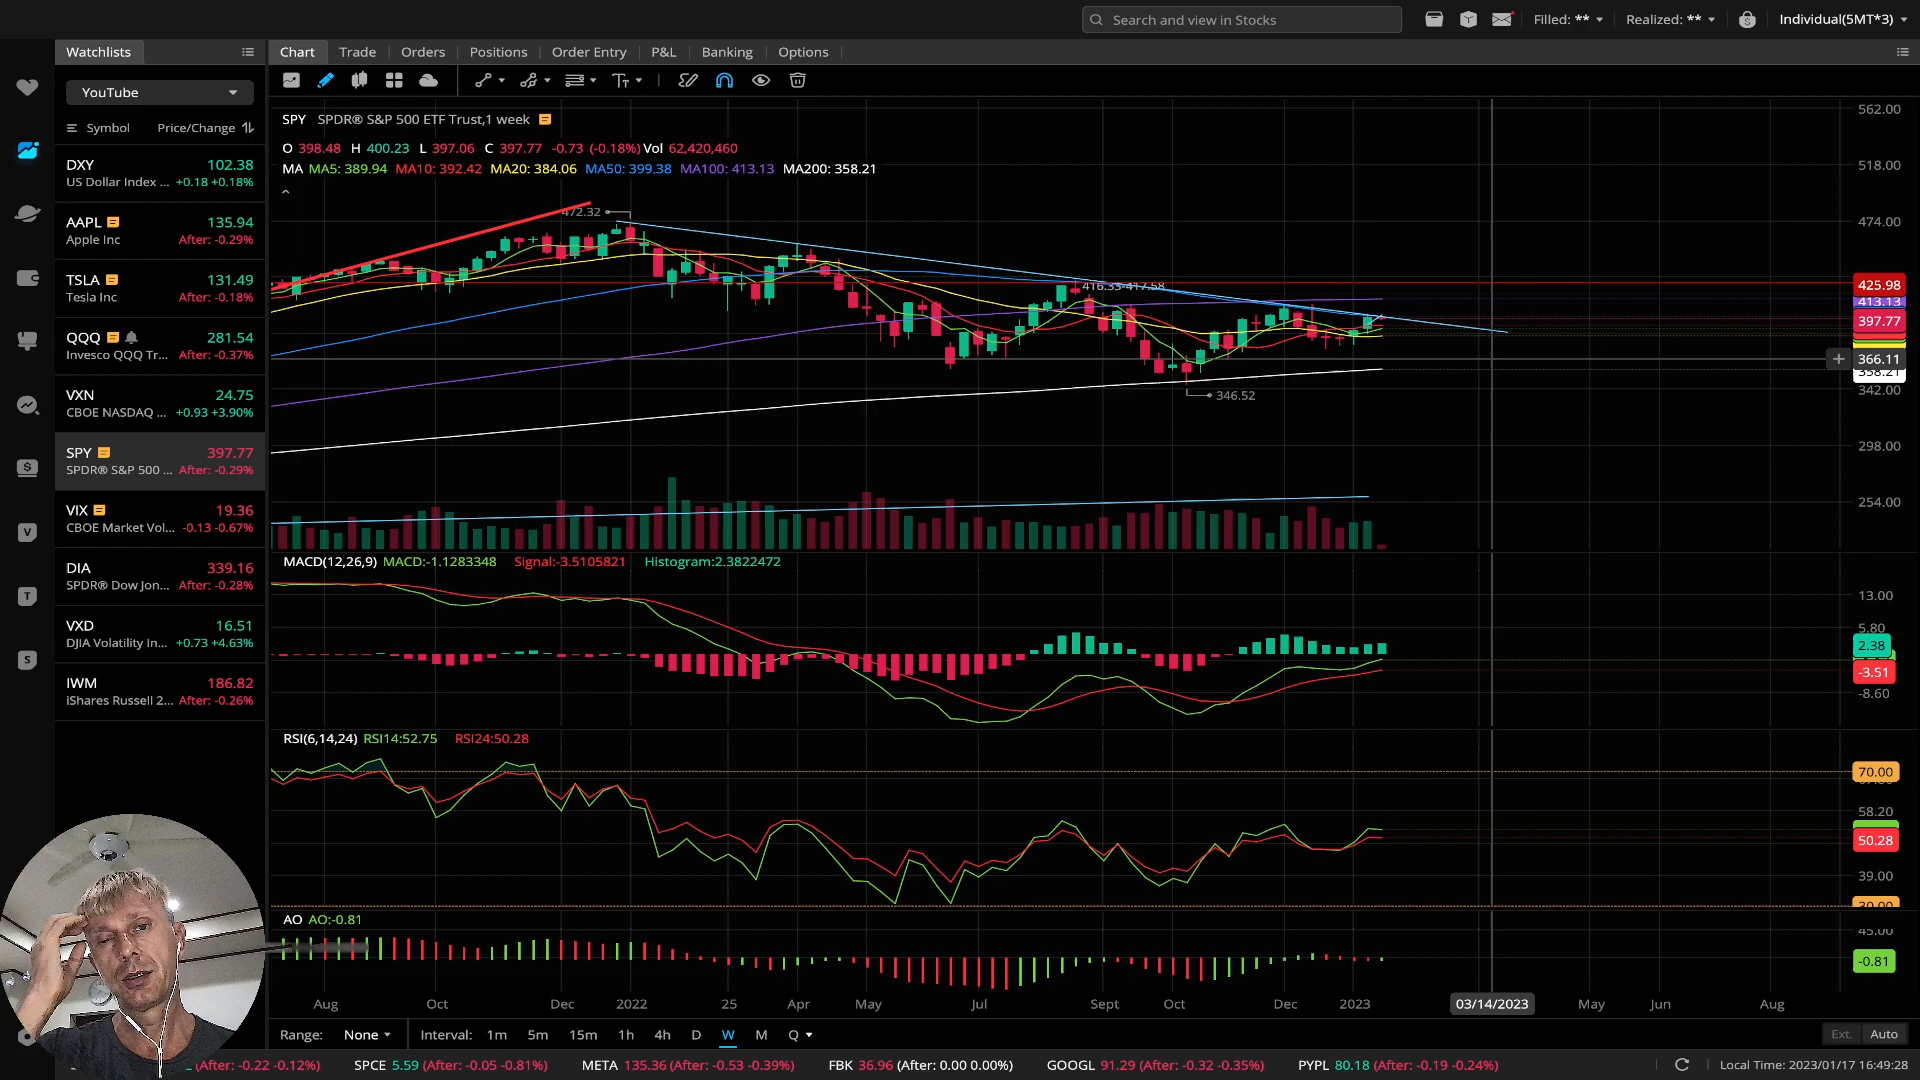 Search and view in Stocks
Filled: **
Realized: **
Individual(5MT*3)
Watchlists
Chart Trade Orders Positions Order Entry P&L Banking Options
YouTube
Symbol Price/Change
DXY 102.38
US Dollar Index ... +0.18 +0.18%
AAPL 135.94
Apple Inc After: -0.29%
TSLA 131.49
Tesla Inc After: -0.18%
QQQ 281.54
Invesco QQQ Tr... After: -0.37%
VXN 24.75
CBOE NASDAQ ... +0.93 +3.90%
SPY 397.77
SPDR® S&P 500 ... After: -0.29%
VIX 19.36
CBOE Market Vol... -0.13 -0.67%
DIA 339.16
SPDR® Dow Jon... After: -0.28%
VXD 16.51
DJIA Volatility In... +0.73 +4.63%
IWM 186.82
iShares Russell 2... After: -0.26%
SPY SPDR® S&P 500 ETF Trust,1 week
O 398.48 H 400.23 L 397.06 C 397.77 -0.73 (-0.18%) Vol 62,420,460
MA MA5: 389.94 MA10: 392.42 MA20: 384.06 MA50: 399.38 MA100: 413.13 MA200: 358.21
472.32
416.33-417.58
346.52
562.00
518.00
474.00
425.98
413.13
397.77
366.11
358.21
342.00
298.00
254.00
MACD(12,26,9) MACD:-1.1283348 Signal:-3.5105821 Histogram:2.3822472
13.00
5.80
2.38
-3.51
-8.60
RSI(6,14,24) RSI14:52.75 RSI24:50.28
70.00
58.20
50.28
39.00
30.00
AO AO:-0.81
45.00
-0.81
Aug Oct Dec 2022 25 Apr May Jul Sept Oct Dec 2023 03/14/2023 May Jun Aug
Range: None Interval: 1m 5m 15m 1h 4h D W M Q
Ext. Auto
(After: -0.22 -0.12%) SPCE 5.59 (After: -0.05 -0.81%) META 135.36 (After: -0.53 -0.39%) FBK 36.96 (After: 0.00 0.00%) GOOGL 91.29 (After: -0.32 -0.35%) PYPL 80.18 (After: -0.19 -0.24%)
Local Time: 2023/01/17 16:49:28